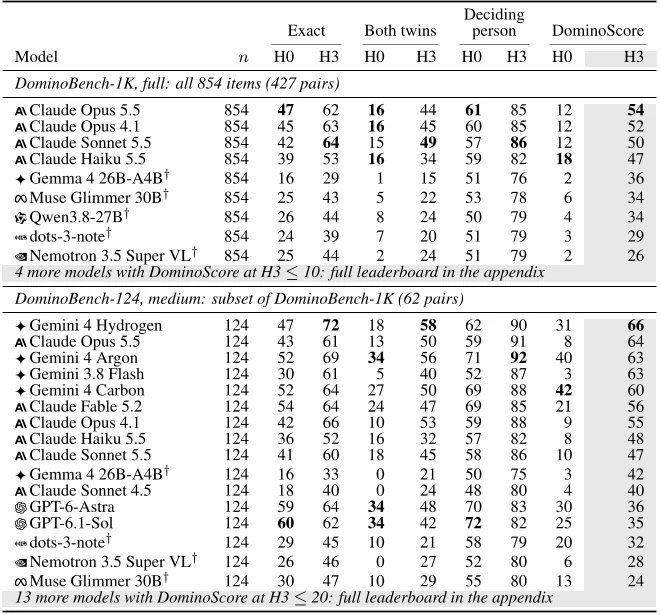 Exact Both twins Deciding person DominoScore
Model n H0 H3 H0 H3 H0 H3 H0 H3
DominoBench-1K, full: all 854 items (427 pairs)
Claude Opus 5.5 854 47 62 16 44 61 85 12 54
Claude Opus 4.1 854 45 63 16 45 60 85 12 52
Claude Sonnet 5.5 854 42 64 15 49 57 86 12 50
Claude Haiku 5.5 854 39 53 16 34 59 82 18 47
Gemma 4 26B-A4B† 854 16 29 1 15 51 76 2 36
Muse Glimmer 30B† 854 25 43 5 22 53 78 6 34
Qwen3.8-27B† 854 26 44 8 24 50 79 4 34
dots-3-note† 854 24 39 7 20 51 79 3 29
Nemotron 3.5 Super VL† 854 25 44 2 24 51 79 2 26
4 more models with DominoScore at H3 ≤ 10: full leaderboard in the appendix
DominoBench-124, medium: subset of DominoBench-1K (62 pairs)
Gemini 4 Hydrogen 124 47 72 18 58 62 90 31 66
Claude Opus 5.5 124 43 61 13 50 59 91 8 64
Gemini 4 Argon 124 52 69 34 56 71 92 40 63
Gemini 3.8 Flash 124 30 61 5 40 52 87 3 63
Gemini 4 Carbon 124 52 64 27 50 69 88 42 60
Claude Fable 5.2 124 54 64 24 47 69 85 21 56
Claude Opus 4.1 124 42 66 10 53 59 88 9 55
Claude Haiku 5.5 124 36 52 16 32 57 82 8 48
Claude Sonnet 5.5 124 41 60 18 45 58 86 10 47
Gemma 4 26B-A4B† 124 16 33 0 21 50 75 3 42
Claude Sonnet 4.5 124 18 40 0 24 48 80 4 40
GPT-6-Astra 124 59 64 34 48 70 83 30 36
GPT-6.1-Sol 124 60 62 34 42 72 82 25 35
dots-3-note† 124 29 45 10 21 58 79 20 32
Nemotron 3.5 Super VL† 124 26 46 0 27 52 80 6 28
Muse Glimmer 30B† 124 30 47 10 29 55 80 13 24
13 more models with DominoScore at H3 ≤ 20: full leaderboard in the appendix